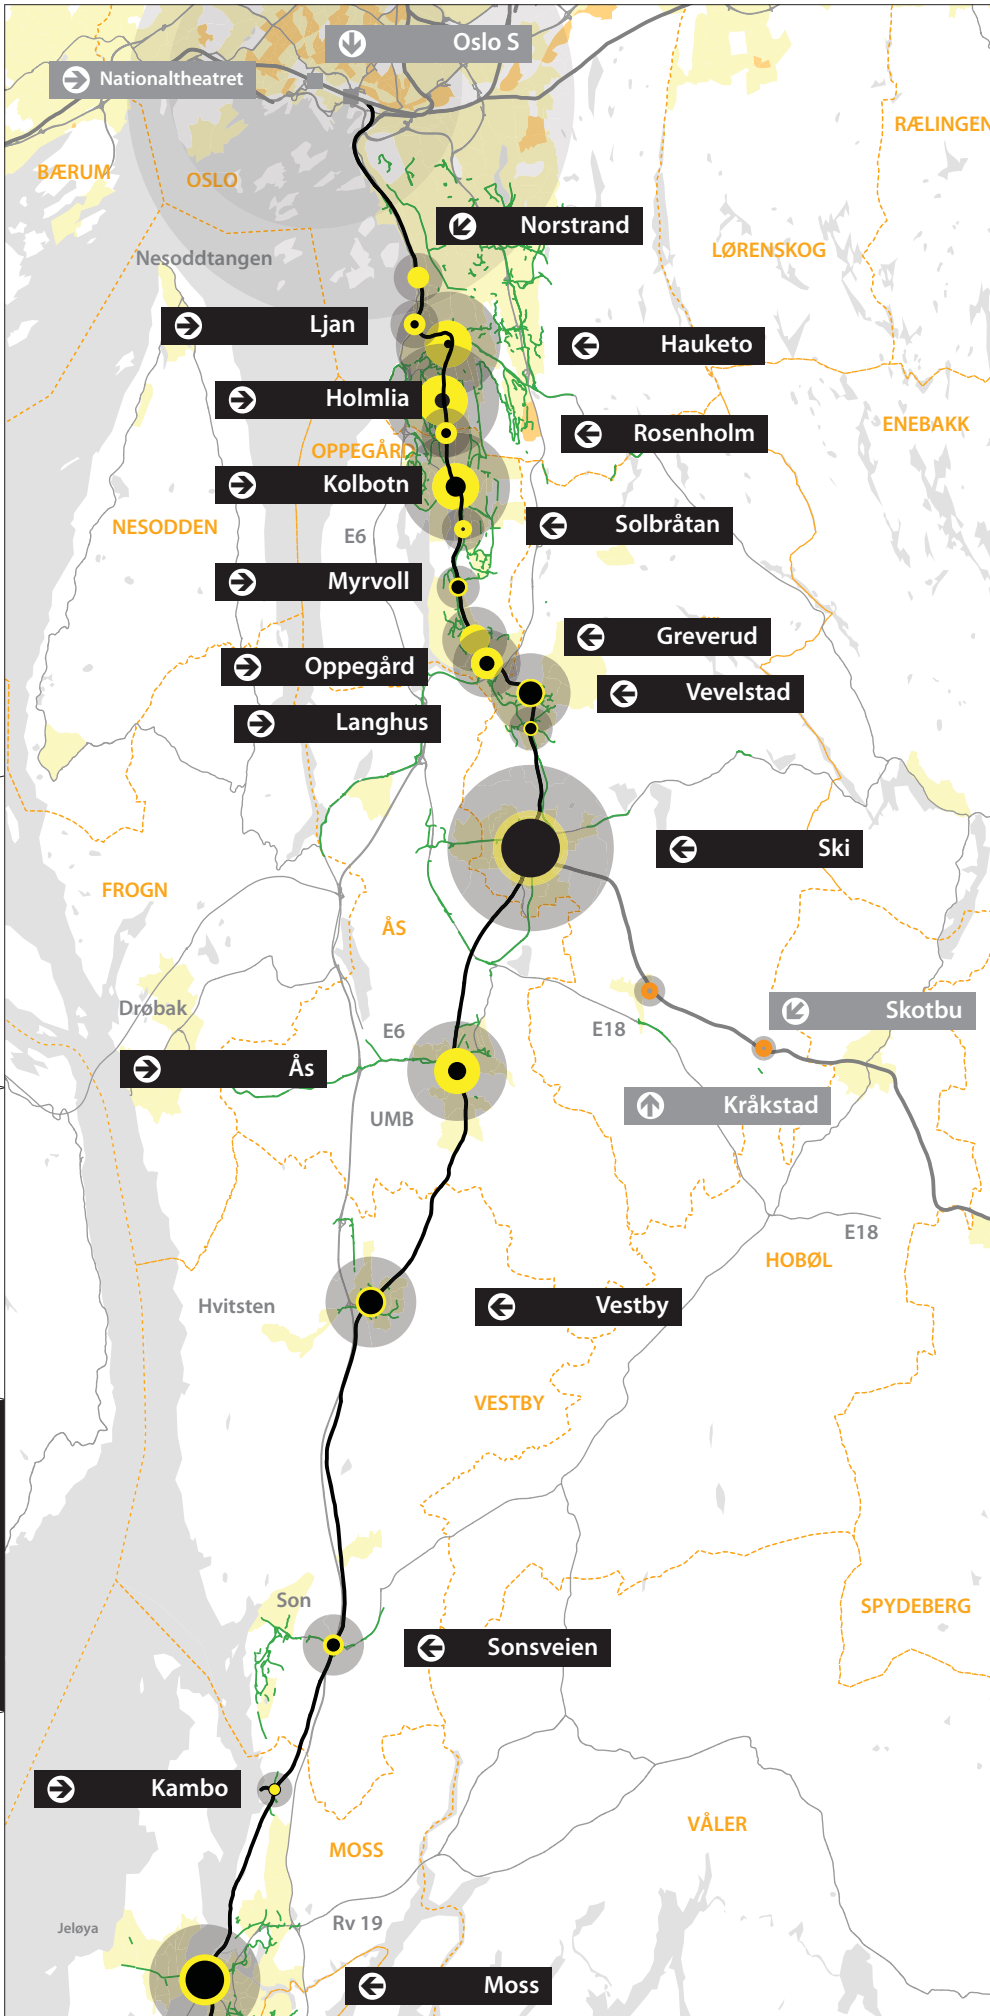 Oslo S
Nationaltheatret
RÆLINGEN
BÆRUM
OSLO
Norstrand
LØRENSKOG
Nesoddtangen
Ljan
Hauketo
Holmlia
ENEBAKK
Rosenholm
OPPEGÅRD
Kolbotn
NESODDEN
E6
Solbråtan
Myrvoll
Greverud
Oppegård
Vevelstad
Langhus
Ski
FROGN
ÅS
Drøbak
Skotbu
E6
E18
Ås
Kråkstad
UMB
E18
HOBØL
Hvitsten
Vestby
VESTBY
Son
SPYDEBERG
Sonsveien
Kambo
VÅLER
MOSS
Rv 19
Jeløya
Moss